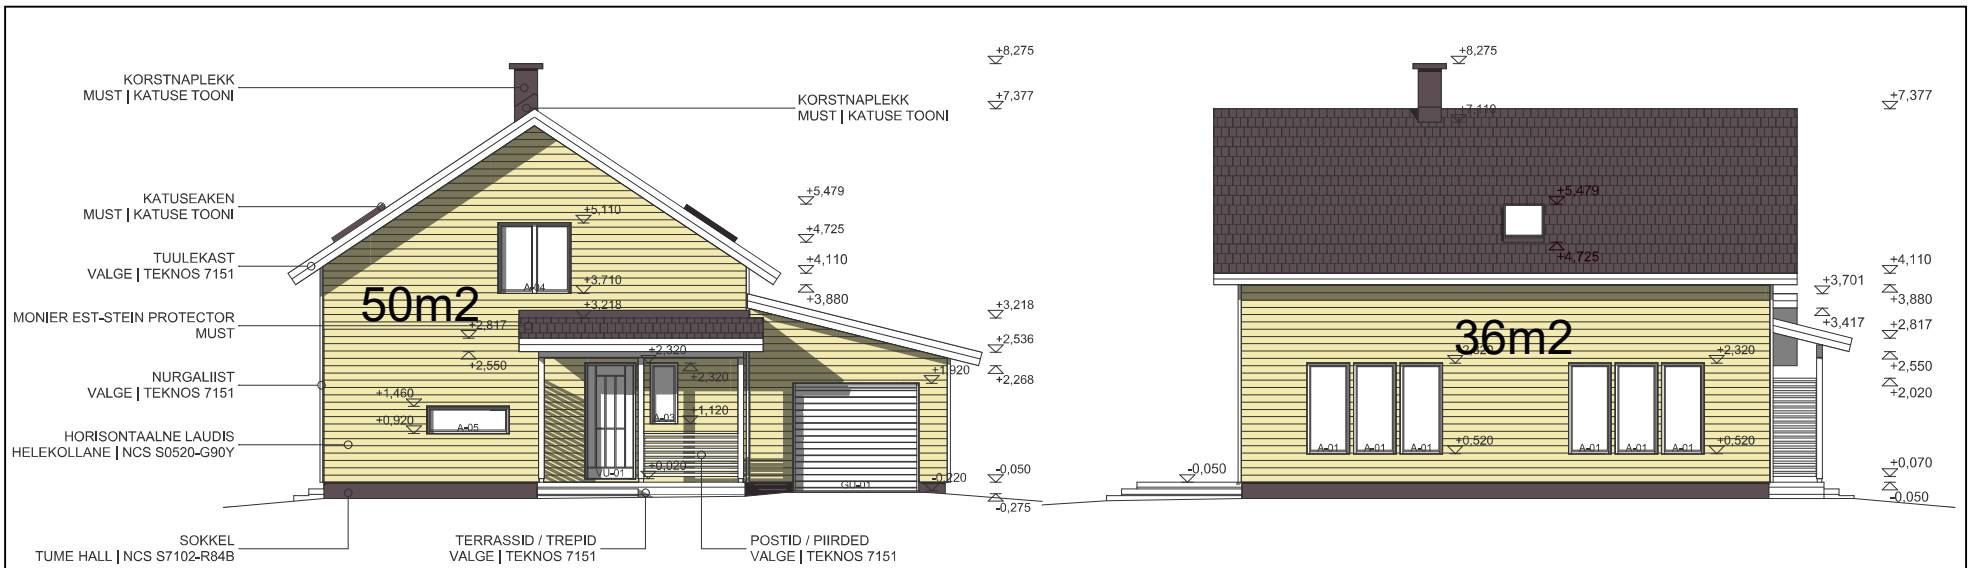 KORSTNAPLEKK
MUST | KATUSE TOONI
KORSTNAPLEKK
MUST | KATUSE TOONI
KATUSEAKEN
MUST | KATUSE TOONI
TUULEKAST
VALGE | TEKNOS 7151
MONIER EST-STEIN PROTECTOR
MUST
NURGALIIST
VALGE | TEKNOS 7151
HORISONTAALNE LAUDIS
HELEKOLLANE | NCS S0520-G90Y
SOKKEL
TUME HALL | NCS S7102-R84B
TERRASSID / TREPID
VALGE | TEKNOS 7151
POSTID / PIIRDED
VALGE | TEKNOS 7151
50m2
+5,110
A-04
+3,710
+3,218
+2,817
+2,550
+2,320
+2,320
+1,920
+1,460
+0,920
A-05
+1,120
A-03
+0,020
VU-01
GU-01
-0,220
+8,275
+7,377
+5,479
+4,725
+4,110
+3,880
+3,218
+2,536
+2,268
-0,050
-0,275
+8,275
+7,110
+5,479
+4,725
36m2
+2,320
+2,320
A-01
A-01
A-01
+0,520
A-01
A-01
A-01
+0,520
-0,050
+7,377
+4,110
+3,701
+3,880
+3,417
+2,817
+2,550
+2,020
+0,070
-0,050